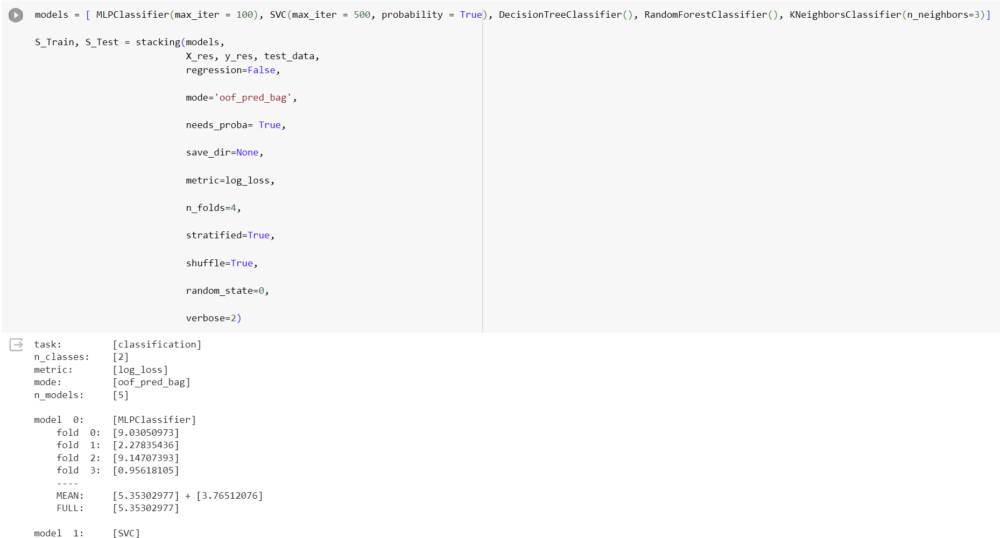 models = [ MLPClassifier(max_iter = 100), SVC(max_iter = 500, probability = True), DecisionTreeClassifier(), RandomForestClassifier(), KNeighborsClassifier(n_neighbors=3)]
S_Train, S_Test = stacking(models,
X_res, y_res, test_data,
regression=False,
mode='oof_pred_bag',
needs_proba= True,
save_dir=None,
metric=log_loss,
n_folds=4,
stratified=True,
shuffle=True,
random_state=0,
verbose=2)
task: [classification]
n_classes: [2]
metric: [log_loss]
mode: [oof_pred_bag]
n_models: [5]
model 0: [MLPClassifier]
fold 0: [9.03050973]
fold 1: [2.27835436]
fold 2: [9.14707393]
fold 3: [0.95618105]
----
MEAN: [5.35302977] + [3.76512076]
FULL: [5.35302977]
model 1: [SVC]